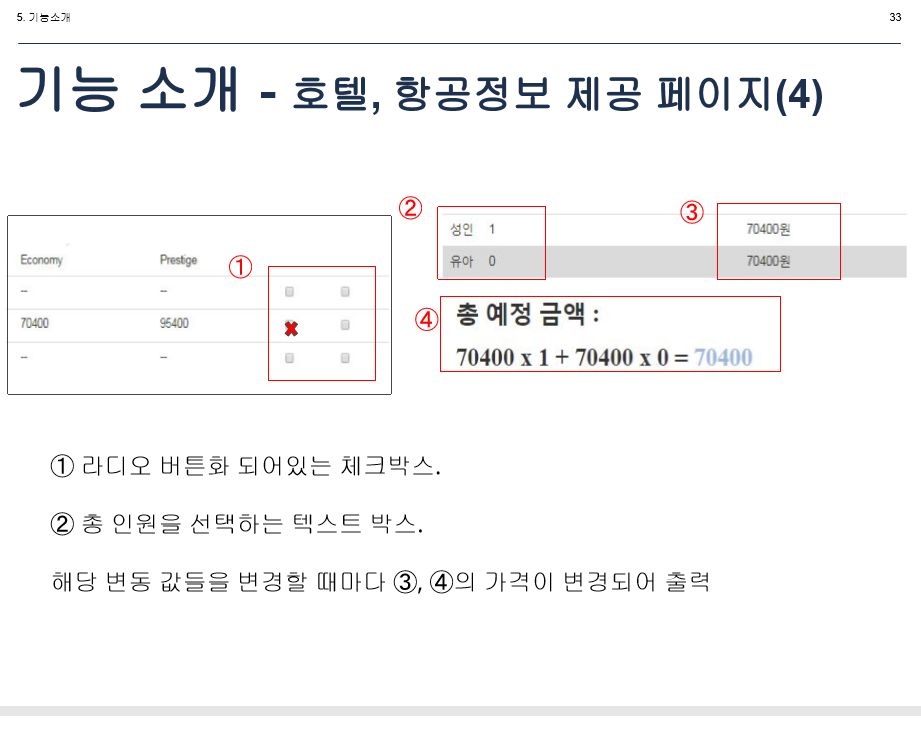 5. 기능소개
33
기능 소개 - 호텔, 항공정보 제공 페이지(4)
Economy Prestige ①
-- --
70400 95400
-- --
②
성인 1
유아 0
③
70400원
70400원
④
총 예정 금액 :
70400 x 1 + 70400 x 0 = 70400
① 라디오 버튼화 되어있는 체크박스.
② 총 인원을 선택하는 텍스트 박스.
해당 변동 값들을 변경할 때마다 ③, ④의 가격이 변경되어 출력